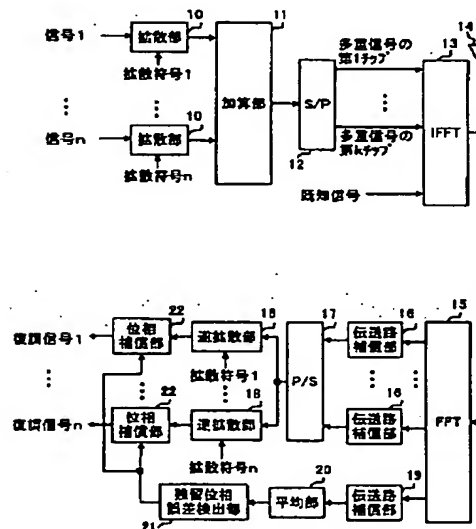 10
11
14
信号1
拡散部
13
拡散符号1
多重信号の
第1チップ
加算部
S/P
IFFT
10
信号n
拡散部
多重信号の
第kチップ
12
拡散符号n
既知信号
22
18
17
16
15
復調信号1
位相
補償部
逆拡散部
伝送路
補償部
拡散符号1
P/S
FFT
22
18
16
復調信号n
位相
補償部
逆拡散部
伝送路
補償部
拡散符号n
20
19
残留位相
誤差検出部
平均部
伝送路
補償部
21